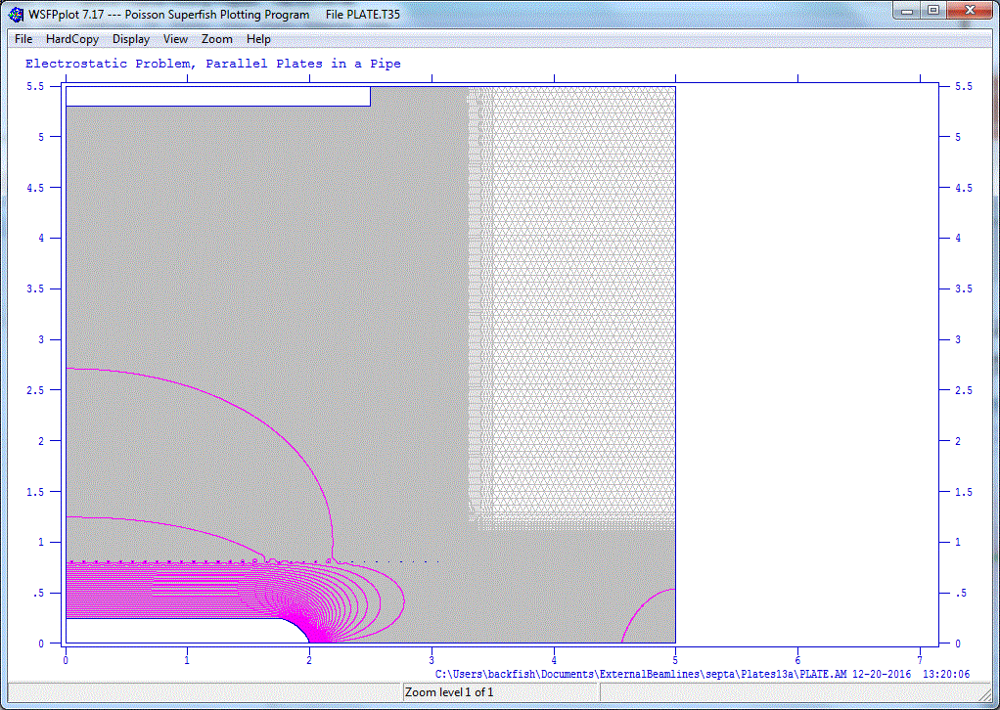 WSFPplot 7.17 --- Poisson Superfish Plotting Program    File PLATE.T35
File HardCopy Display View Zoom Help
Electrostatic Problem, Parallel Plates in a Pipe
5.5 5.5
5 5
4.5 4.5
4 4
3.5 3.5
3 3
2.5 2.5
2 2
1.5 1.5
1 1
.5 .5
0 0
0 1 2 3 4 5 6 7
C:\Users\backfish\Documents\ExternalBeamlines\septa\Plates13a\PLATE.AM 12-20-2016 13:20:06
Zoom level 1 of 1